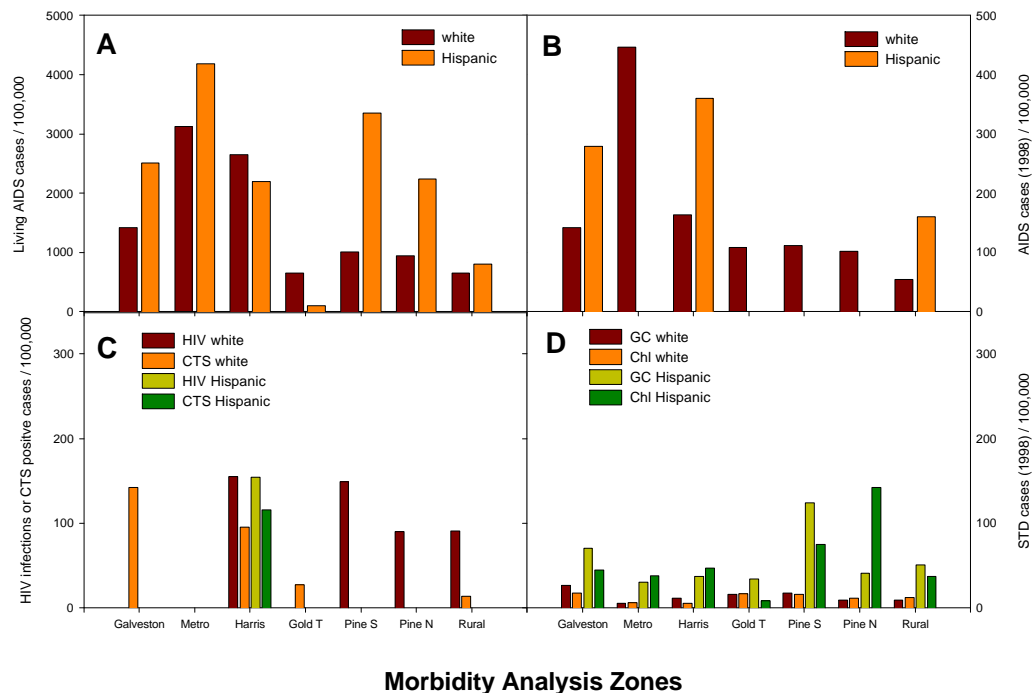 5000
4000
3000
2000
1000
0
Living AIDS cases / 100,000
A
white
Hispanic
B
white
Hispanic
500
400
300
200
100
0
AIDS cases (1998) / 100,000
300
200
100
0
HIV infections or CTS positve cases / 100,000
C
HIV white
CTS white
HIV Hispanic
CTS Hispanic
D
GC white
Chl white
GC Hispanic
Chl Hispanic
300
200
100
0
STD cases (1998) / 100,000
Galveston Metro Harris Gold T Pine S Pine N Rural
Galveston Metro Harris Gold T Pine S Pine N Rural
Morbidity Analysis Zones